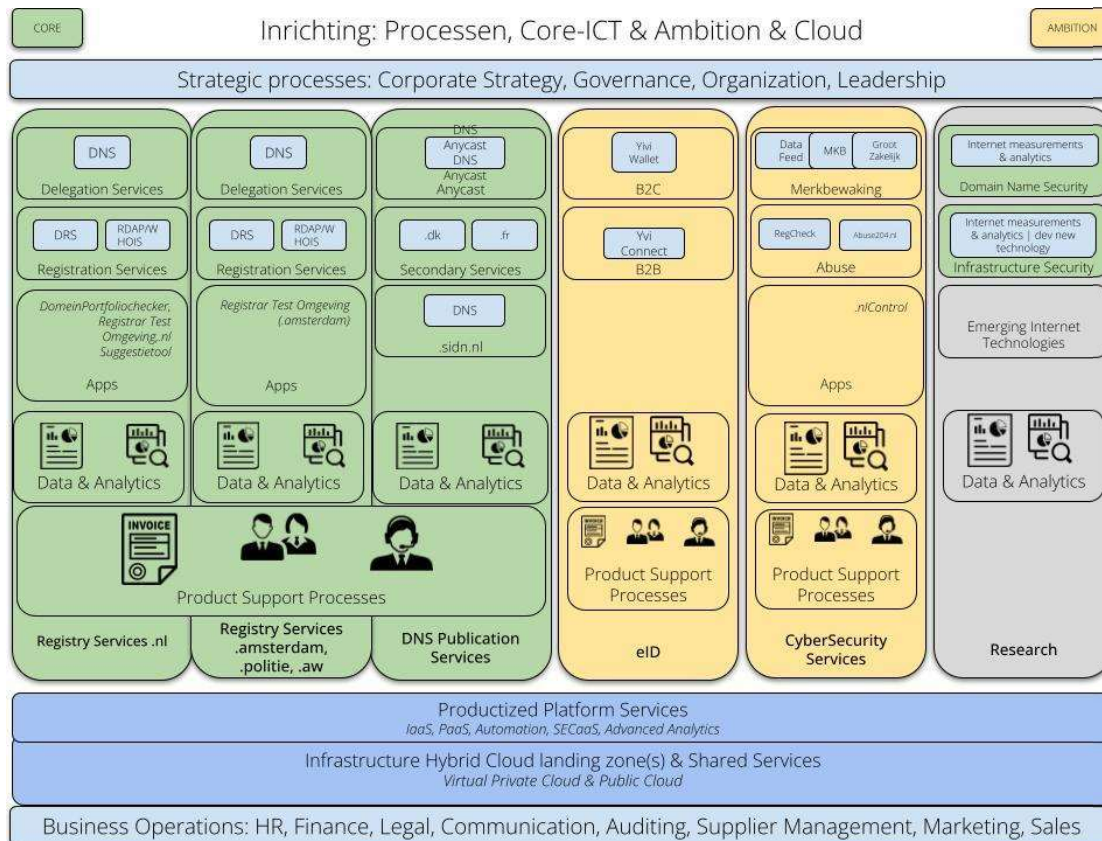 CORE
Inrichting: Processen, Core-ICT & Ambition & Cloud
AMBITION
Strategic processes: Corporate Strategy, Governance, Organization, Leadership
DNS
Delegation Services
DRS
RDAP/W
HOIS
Registration Services
DomeinPortfoliochecker,
Registrar Test
Omgeving,.nl
Suggestietool
Apps
Data & Analytics
DNS
Delegation Services
DRS
RDAP/W
HOIS
Registration Services
Registrar Test Omgeving
(.amsterdam)
Apps
Data & Analytics
DNS
Anycast
DNS
Anycast
Anycast
.dk
.fr
Secondary Services
DNS
.sidn.nl
Data & Analytics
INVOICE
Product Support Processes
Registry Services .nl
Registry Services
.amsterdam,
.politie, .aw
DNS Publication
Services
Yivi
Wallet
B2C
Yvi
Connect
B2B
Data & Analytics
INVOICE
Product Support
Processes
eID
Data
Feed
MKB
Groot
Zakelijk
Merkbewaking
RegCheck
Abuse204.nl
Abuse
.nlControl
Apps
Data & Analytics
INVOICE
Product Support
Processes
CyberSecurity
Services
Internet measurements
& analytics
Domain Name Security
Internet measurements
& analytics | dev new
technology
Infrastructure Security
Emerging Internet
Technologies
Data & Analytics
Research
Productized Platform Services
IaaS, PaaS, Automation, SECaaS, Advanced Analytics
Infrastructure Hybrid Cloud landing zone(s) & Shared Services
Virtual Private Cloud & Public Cloud
Business Operations: HR, Finance, Legal, Communication, Auditing, Supplier Management, Marketing, Sales